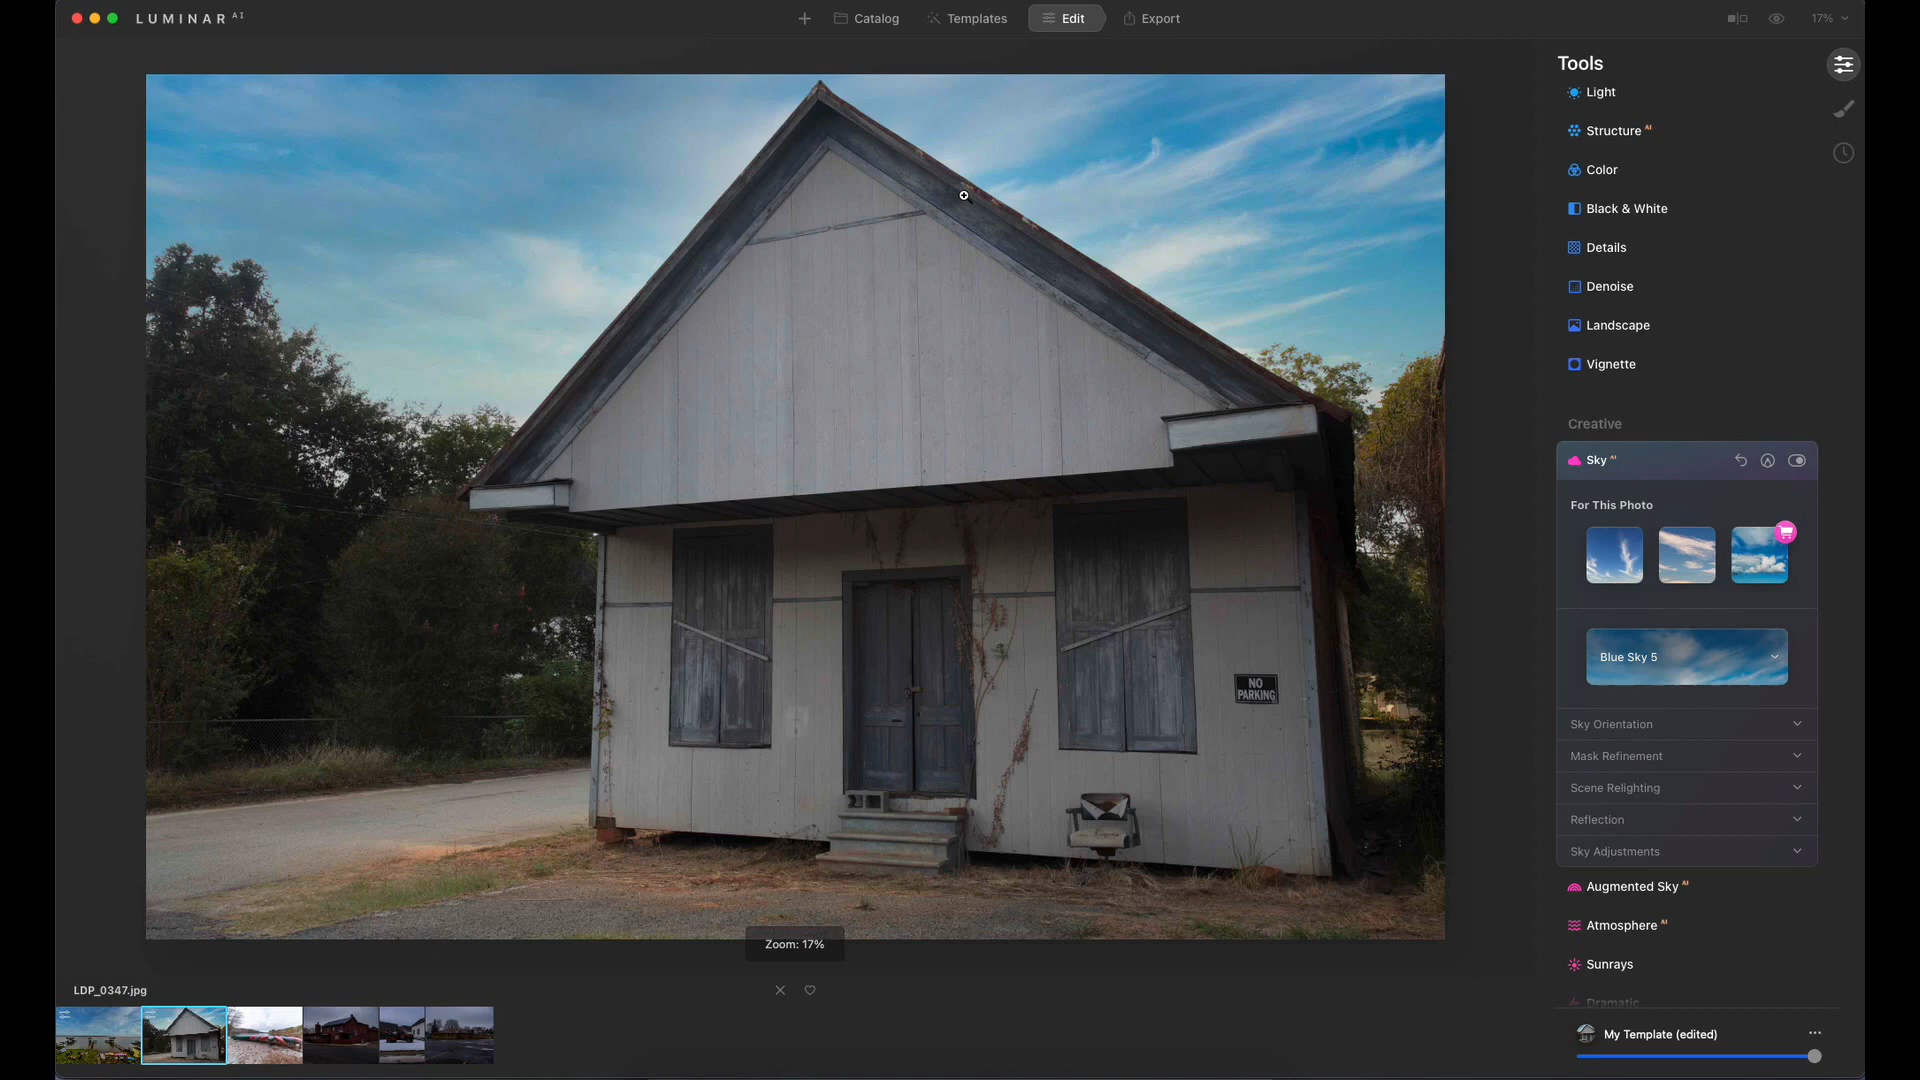 LUMINAR AI
Catalog
Templates
Edit
Export
17%
Tools
Light
Structure AI
Color
Black & White
Details
Denoise
Landscape
Vignette
Creative
Sky AI
For This Photo
Blue Sky 5
Sky Orientation
Mask Refinement
Scene Relighting
Reflection
Sky Adjustments
Augmented Sky AI
Atmosphere AI
Sunrays
Dramatic
My Template (edited)
NO
PARKING
Zoom: 17%
LDP_0347.jpg